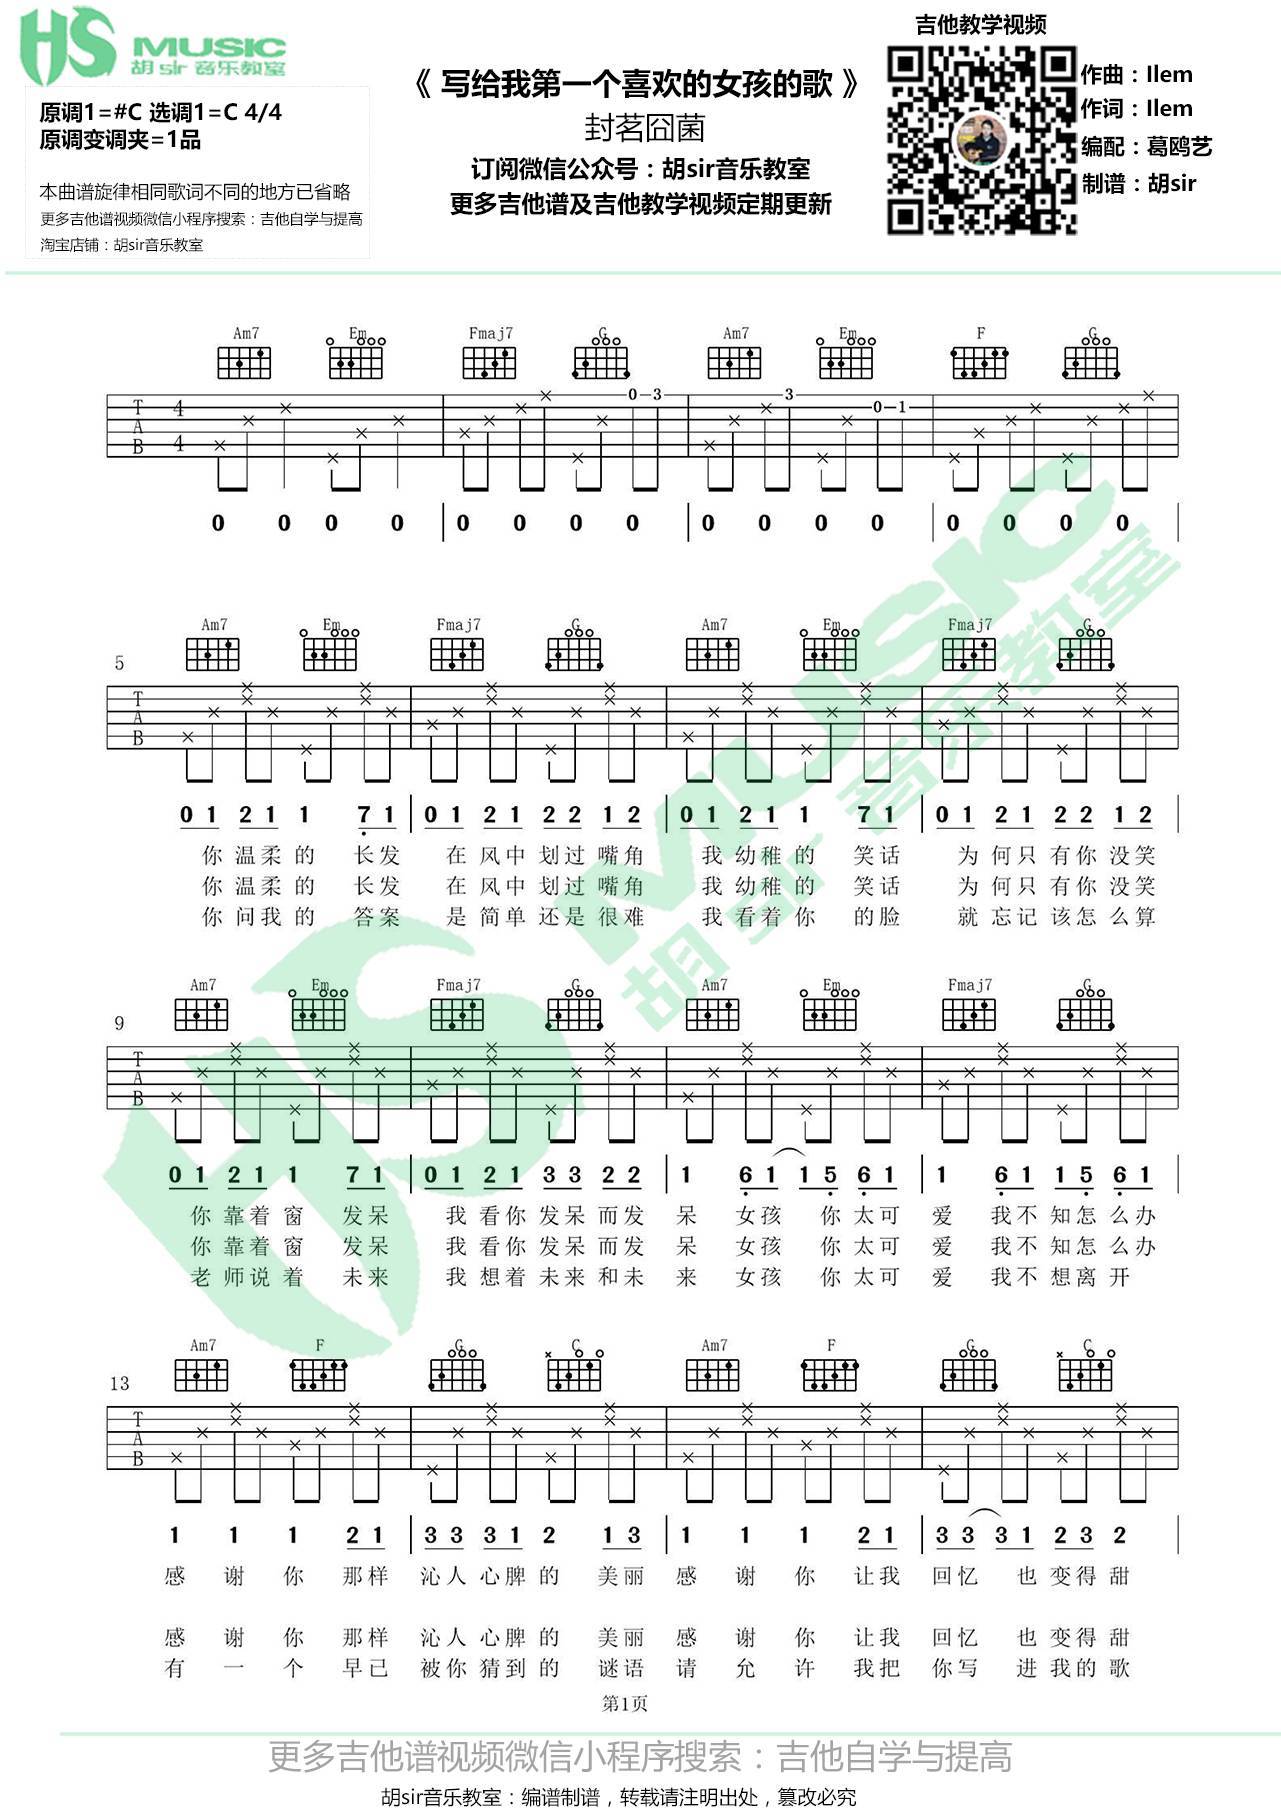 HS MUSIC
胡 sir 音乐教室
原调1=#C 选调1=C 4/4
原调变调夹=1品
本曲谱旋律相同歌词不同的地方已省略
更多吉他谱视频微信小程序搜索：吉他自学与提高
淘宝店铺：胡sir音乐教室
《 写给我第一个喜欢的女孩的歌 》
封茗囧菌
订阅微信公众号：胡sir音乐教室
更多吉他谱及吉他教学视频定期更新
吉他教学视频
作曲：Ilem
作词：Ilem
编配：葛鸥艺
制谱：胡sir
Am7 Em Fmaj7 G Am7 Em F G
T A B 4 4 0 3 3 0 1
0 0 0 0 0 0 0 0 0 0 0 0 0 0 0 0
Am7 Em Fmaj7 G Am7 Em Fmaj7 G
5
T A B
0 1 2 1 1 7 1 0 1 2 1 2 2 1 2 0 1 2 1 1 7 1 0 1 2 1 2 2 1 2
你 温 柔 的 长 发 在 风 中 划 过 嘴 角 我 幼 稚 的 笑 话 为 何 只 有 你 没 笑
你 温 柔 的 长 发 在 风 中 划 过 嘴 角 我 幼 稚 的 笑 话 为 何 只 有 你 没 笑
你 问 我 的 答 案 是 简 单 还 是 很 难 我 看 着 你 的 脸 就 忘 记 该 怎 么 算
Am7 Em Fmaj7 G Am7 Em Fmaj7 G
9
T A B
0 1 2 1 1 7 1 0 1 2 1 3 3 2 2 1 6 1 1 5 6 1 1 6 1 1 5 6 1
你 靠 着 窗 发 呆 我 看 你 发 呆 而 发 呆 女 孩 你 太 可 爱 我 不 知 怎 么 办
你 靠 着 窗 发 呆 我 看 你 发 呆 而 发 呆 女 孩 你 太 可 爱 我 不 知 怎 么 办
老 师 说 着 未 来 我 想 着 未 来 和 未 来 女 孩 你 太 可 爱 我 不 想 离 开
Am7 F G C Am7 F G C
13
T A B
1 1 1 2 1 3 3 3 1 2 1 3 1 1 1 2 1 3 3 3 1 2 3 2
感 谢 你 那 样 沁 人 心 脾 的 美 丽 感 谢 你 让 我 回 忆 也 变 得 甜
感 谢 你 那 样 沁 人 心 脾 的 美 丽 感 谢 你 让 我 回 忆 也 变 得 甜
有 一 个 早 已 被 你 猜 到 的 谜 语 请 允 许 我 把 你 写 进 我 的 歌
第1页
HS MUSIC
胡 sir 音乐教室
更多吉他谱视频微信小程序搜索：吉他自学与提高
胡sir音乐教室：编谱制谱，转载请注明出处，篡改必究